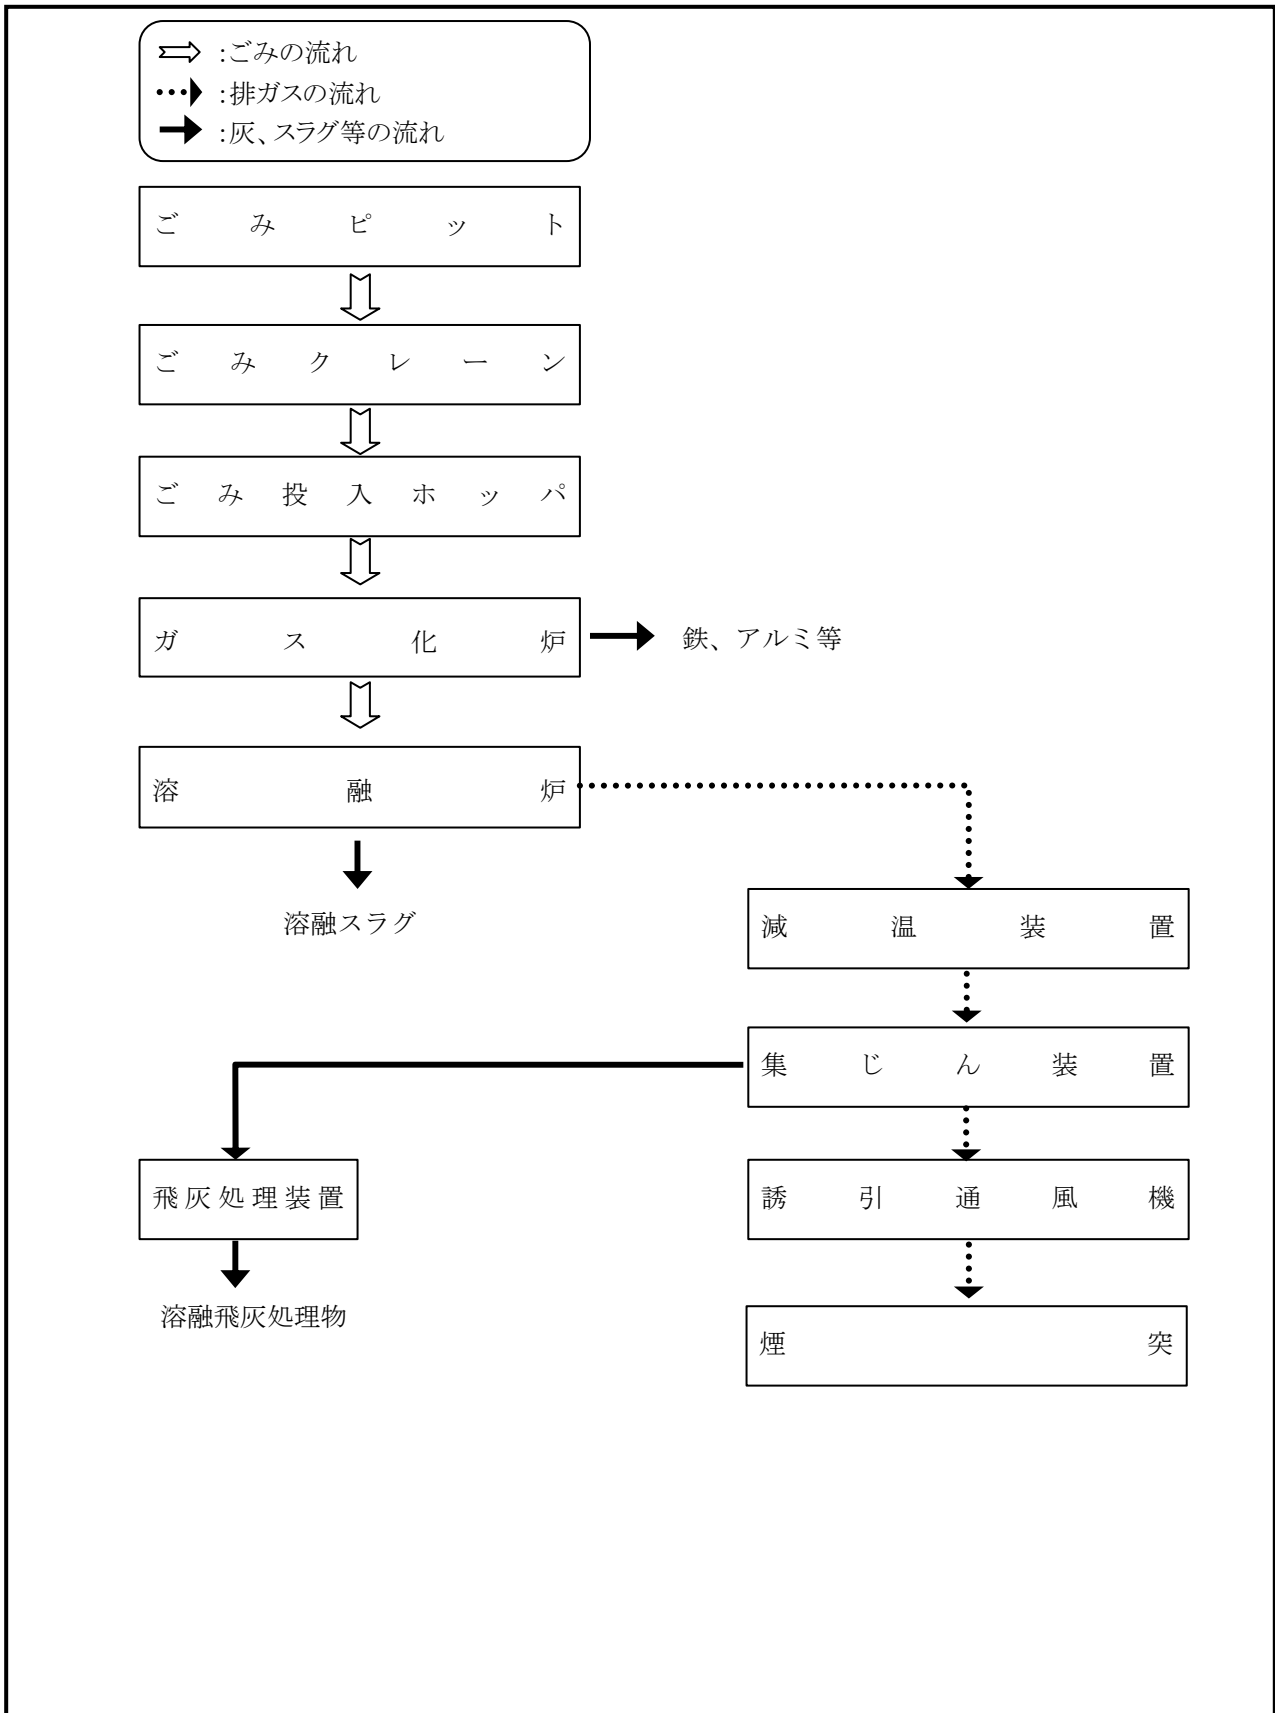 :ごみの流れ
:排ガスの流れ
:灰、スラグ等の流れ
ごみピット
ごみクレーン
ごみ投入ホッパ
ガス化炉
鉄、アルミ等
溶融炉
溶融スラグ
減温装置
集じん装置
飛灰処理装置
誘引通風機
溶融飛灰処理物
煙突